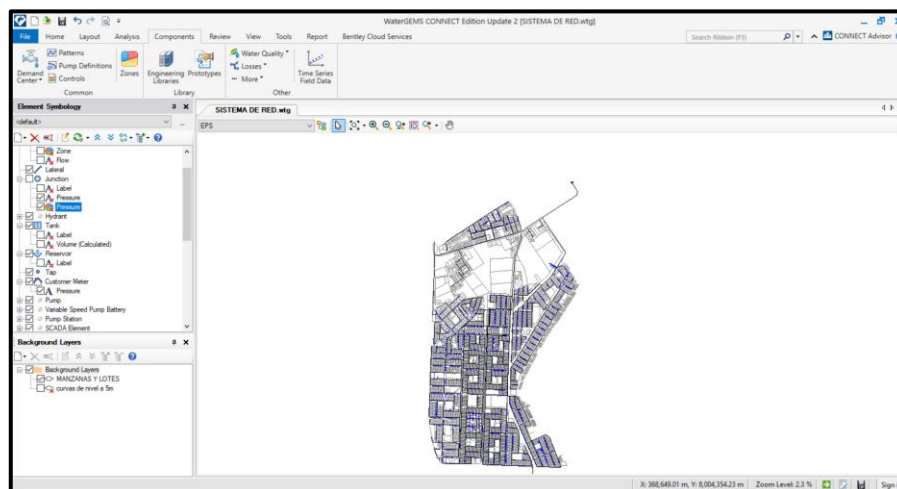 WaterGEMS CONNECT Edition Update 2 [SISTEMA DE RED.wtg]
File Home Layout Analysis Components Review View Tools Report Bentley Cloud Services
Search Ribbon (F3)
CONNECT Advisor
Demand Center
Patterns
Pump Definitions
Controls
Zones
Engineering Libraries
Prototypes
Water Quality
Losses
More
Time Series Field Data
Common
Library
Other
Element Symbology
<default>
Zone
Flow
Lateral
Junction
Label
Pressure
Pressure
Hydrant
Tank
Label
Volume (Calculated)
Reservoir
Label
Tap
Customer Meter
Pressure
Pump
Variable Speed Pump Battery
Pump Station
SCADA Element
Background Layers
Background Layers
MANZANAS Y LOTES
curvas de nivel a 5m
SISTEMA DE RED.wtg
EPS
X: 368,649.01 m, Y: 8,004,354.23 m
Zoom Level: 2.3 %
Sign